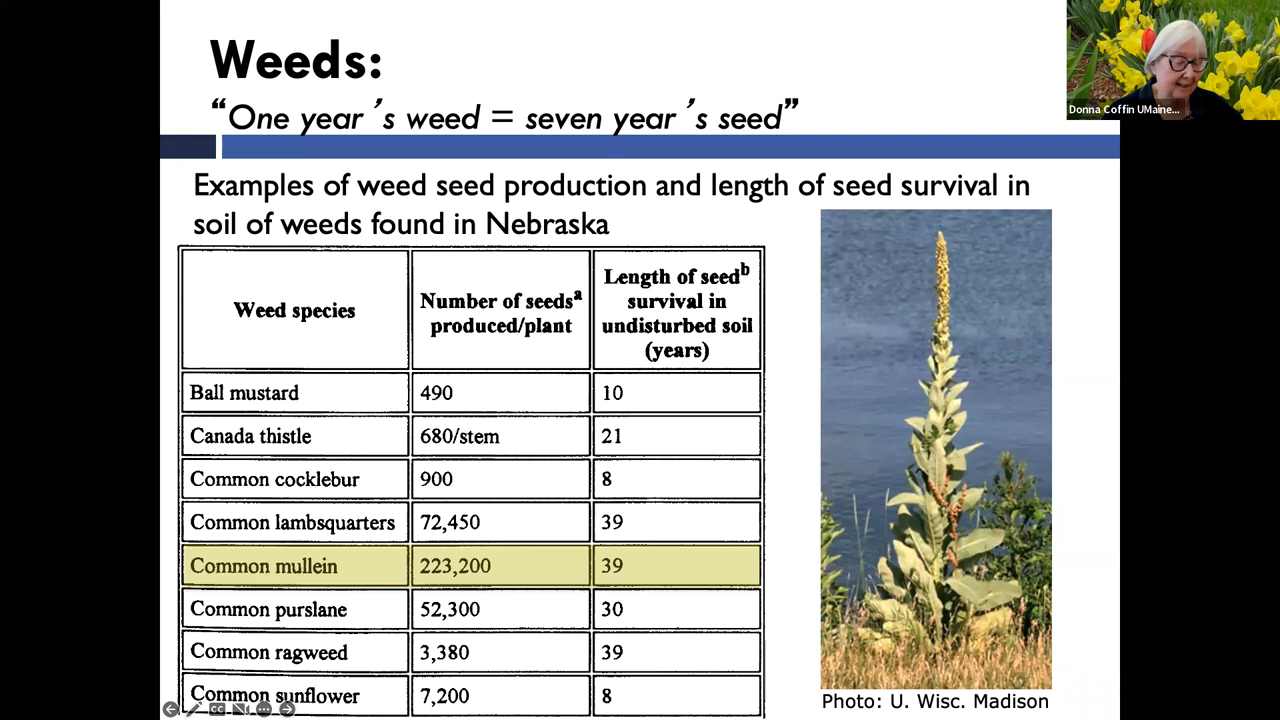 Weeds:
“One year ’s weed = seven year ’s seed”
Donna Coffin UMaine...
Examples of weed seed production and length of seed survival in
soil of weeds found in Nebraska
Weed species
Number of seedsª
produced/plant
Length of seedᵇ
survival in
undisturbed soil
(years)
Ball mustard 490 10
Canada thistle 680/stem 21
Common cocklebur 900 8
Common lambsquarters 72,450 39
Common mullein 223,200 39
Common purslane 52,300 30
Common ragweed 3,380 39
Common sunflower 7,200 8
Photo: U. Wisc. Madison